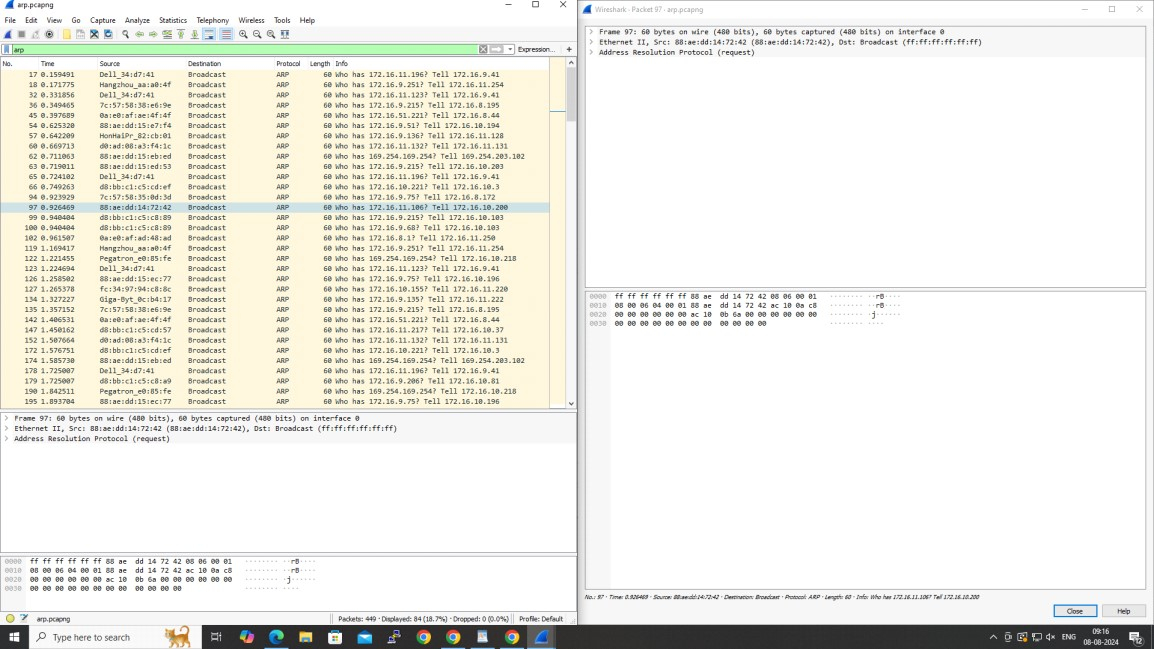 arp.pcapng
File Edit View Go Capture Analyze Statistics Telephony Wireless Tools Help
arp Expression… +
No. Time Source Destination Protocol Length Info
17 0.159491 Dell_34:d7:41 Broadcast ARP 60 Who has 172.16.11.196? Tell 172.16.9.41
18 0.171775 Hangzhou_aa:a0:4f Broadcast ARP 60 Who has 172.16.9.251? Tell 172.16.11.254
32 0.331856 Dell_34:d7:41 Broadcast ARP 60 Who has 172.16.11.123? Tell 172.16.9.41
36 0.349465 7c:57:58:38:e6:9e Broadcast ARP 60 Who has 172.16.9.215? Tell 172.16.8.195
45 0.397689 0a:e0:af:ae:4f:4f Broadcast ARP 60 Who has 172.16.51.221? Tell 172.16.8.44
54 0.625320 88:ae:dd:15:e7:f4 Broadcast ARP 60 Who has 172.16.9.51? Tell 172.16.10.194
57 0.642209 HonHaiPr_82:cb:01 Broadcast ARP 60 Who has 172.16.9.136? Tell 172.16.11.128
60 0.669713 d0:ad:08:a3:f4:1c Broadcast ARP 60 Who has 172.16.11.132? Tell 172.16.11.131
62 0.711063 88:ae:dd:15:eb:ed Broadcast ARP 60 Who has 169.254.169.254? Tell 169.254.203.102
63 0.719011 88:ae:dd:15:ed:53 Broadcast ARP 60 Who has 172.16.9.215? Tell 172.16.10.203
65 0.724102 Dell_34:d7:41 Broadcast ARP 60 Who has 172.16.11.196? Tell 172.16.9.41
66 0.749263 d8:bb:c1:c5:cd:ef Broadcast ARP 60 Who has 172.16.10.221? Tell 172.16.10.3
94 0.923929 7c:57:58:35:0d:3d Broadcast ARP 60 Who has 172.16.9.75? Tell 172.16.8.172
97 0.926469 88:ae:dd:14:72:42 Broadcast ARP 60 Who has 172.16.11.106? Tell 172.16.10.200
99 0.940404 d8:bb:c1:c5:c8:89 Broadcast ARP 60 Who has 172.16.9.215? Tell 172.16.10.103
100 0.940404 d8:bb:c1:c5:c8:89 Broadcast ARP 60 Who has 172.16.9.68? Tell 172.16.10.103
102 0.961507 0a:e0:af:ad:48:ad Broadcast ARP 60 Who has 172.16.8.1? Tell 172.16.11.250
119 1.169417 Hangzhou_aa:a0:4f Broadcast ARP 60 Who has 172.16.9.251? Tell 172.16.11.254
122 1.221455 Pegatron_e0:85:fe Broadcast ARP 60 Who has 169.254.169.254? Tell 172.16.10.218
123 1.224694 Dell_34:d7:41 Broadcast ARP 60 Who has 172.16.11.123? Tell 172.16.9.41
126 1.258502 88:ae:dd:15:ec:77 Broadcast ARP 60 Who has 172.16.9.75? Tell 172.16.10.196
127 1.265378 fc:34:97:94:c8:8c Broadcast ARP 60 Who has 172.16.10.155? Tell 172.16.11.220
134 1.327227 Giga-Byt_0c:b4:17 Broadcast ARP 60 Who has 172.16.9.135? Tell 172.16.11.222
135 1.357152 7c:57:58:38:e6:9e Broadcast ARP 60 Who has 172.16.9.215? Tell 172.16.8.195
142 1.406531 0a:e0:af:ae:4f:4f Broadcast ARP 60 Who has 172.16.51.221? Tell 172.16.8.44
147 1.450162 d8:bb:c1:c5:cd:57 Broadcast ARP 60 Who has 172.16.11.217? Tell 172.16.10.37
152 1.507664 d0:ad:08:a3:f4:1c Broadcast ARP 60 Who has 172.16.11.132? Tell 172.16.11.131
172 1.576751 d8:bb:c1:c5:cd:ef Broadcast ARP 60 Who has 172.16.10.221? Tell 172.16.10.3
174 1.585730 88:ae:dd:15:eb:ed Broadcast ARP 60 Who has 169.254.169.254? Tell 169.254.203.102
178 1.725007 Dell_34:d7:41 Broadcast ARP 60 Who has 172.16.11.196? Tell 172.16.9.41
179 1.725007 d8:bb:c1:c5:c8:a9 Broadcast ARP 60 Who has 172.16.9.206? Tell 172.16.10.81
190 1.842511 Pegatron_e0:85:fe Broadcast ARP 60 Who has 169.254.169.254? Tell 172.16.10.218
195 1.893704 88:ae:dd:15:ec:77 Broadcast ARP 60 Who has 172.16.9.75? Tell 172.16.10.196
Frame 97: 60 bytes on wire (480 bits), 60 bytes captured (480 bits) on interface 0
Ethernet II, Src: 88:ae:dd:14:72:42 (88:ae:dd:14:72:42), Dst: Broadcast (ff:ff:ff:ff:ff:ff)
Address Resolution Protocol (request)
0000 ff ff ff ff ff ff 88 ae dd 14 72 42 08 06 00 01 ········ ··rB····
0010 08 00 06 04 00 01 88 ae dd 14 72 42 ac 10 0a c8 ········ ··rB····
0020 00 00 00 00 00 00 ac 10 0b 6a 00 00 00 00 00 00 ········ ·j······
0030 00 00 00 00 00 00 00 00 00 00 00 00 ········ ····
arp.pcapng Packets: 449 · Displayed: 84 (18.7%) · Dropped: 0 (0.0%) Profile: Default
Wireshark · Packet 97 · arp.pcapng
Frame 97: 60 bytes on wire (480 bits), 60 bytes captured (480 bits) on interface 0
Ethernet II, Src: 88:ae:dd:14:72:42 (88:ae:dd:14:72:42), Dst: Broadcast (ff:ff:ff:ff:ff:ff)
Address Resolution Protocol (request)
0000 ff ff ff ff ff ff 88 ae dd 14 72 42 08 06 00 01 ········ ··rB····
0010 08 00 06 04 00 01 88 ae dd 14 72 42 ac 10 0a c8 ········ ··rB····
0020 00 00 00 00 00 00 ac 10 0b 6a 00 00 00 00 00 00 ········ ·j······
0030 00 00 00 00 00 00 00 00 00 00 00 00 ········ ····
No.: 97 · Time: 0.926469 · Source: 88:ae:dd:14:72:42 · Destination: Broadcast · Protocol: ARP · Length: 60 · Info: Who has 172.16.11.106? Tell 172.16.10.200
Close Help
Type here to search
ENG
09:16
08-08-2024
12